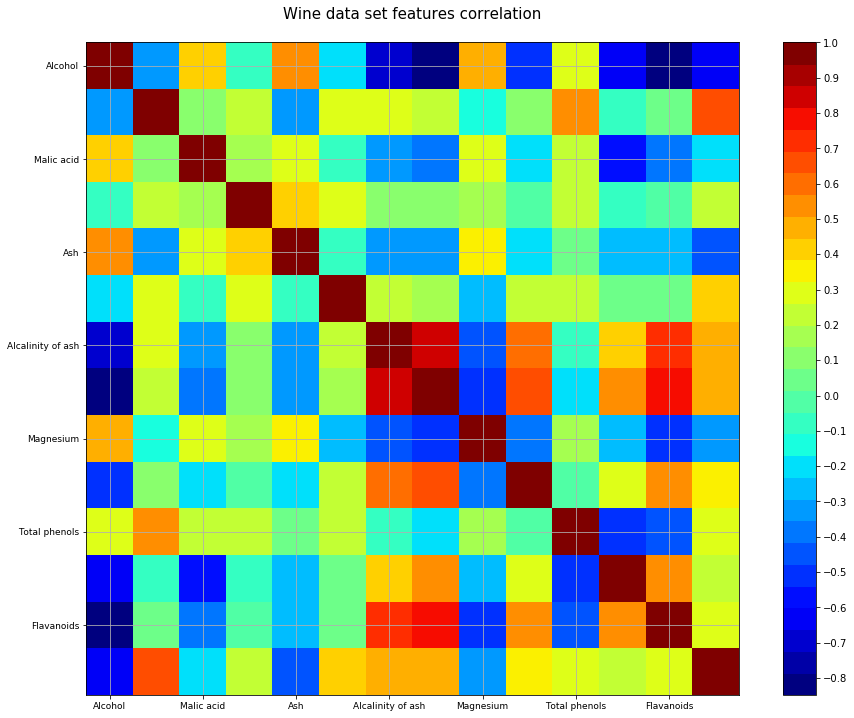 Wine data set features correlation
Alcohol
Malic acid
Ash
Alcalinity of ash
Magnesium
Total phenols
Flavanoids
Alcohol Malic acid Ash Alcalinity of ash Magnesium Total phenols Flavanoids
1.0
0.9
0.8
0.7
0.6
0.5
0.4
0.3
0.2
0.1
0.0
−0.1
−0.2
−0.3
−0.4
−0.5
−0.6
−0.7
−0.8